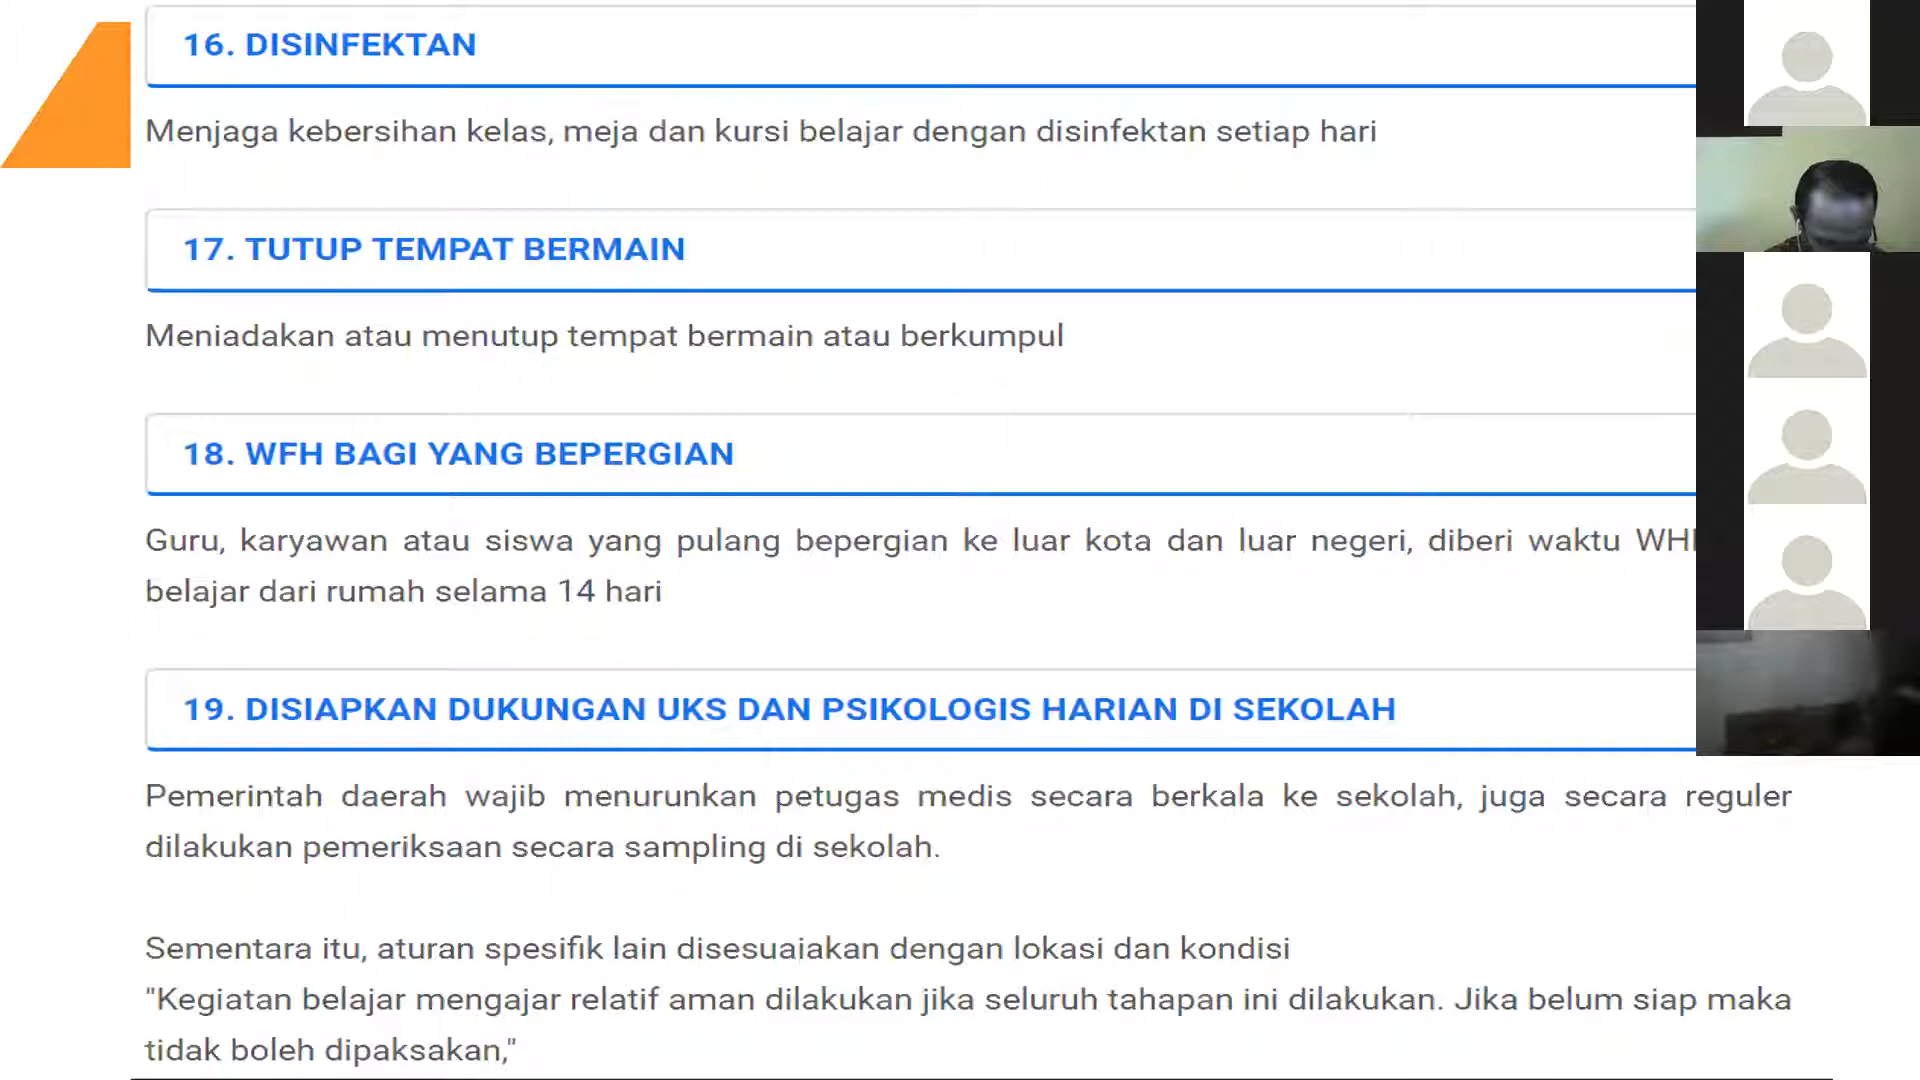 16. DISINFEKTAN
Menjaga kebersihan kelas, meja dan kursi belajar dengan disinfektan setiap hari
17. TUTUP TEMPAT BERMAIN
Meniadakan atau menutup tempat bermain atau berkumpul
18. WFH BAGI YANG BEPERGIAN
Guru, karyawan atau siswa yang pulang bepergian ke luar kota dan luar negeri, diberi waktu
belajar dari rumah selama 14 hari
19. DISIAPKAN DUKUNGAN UKS DAN PSIKOLOGIS HARIAN DI SEKOLAH
Pemerintah daerah wajib menurunkan petugas medis secara berkala ke sekolah, juga secara reguler
dilakukan pemeriksaan secara sampling di sekolah.
Sementara itu, aturan spesifik lain disesuaiakan dengan lokasi dan kondisi
"Kegiatan belajar mengajar relatif aman dilakukan jika seluruh tahapan ini dilakukan. Jika belum siap maka
tidak boleh dipaksakan,"